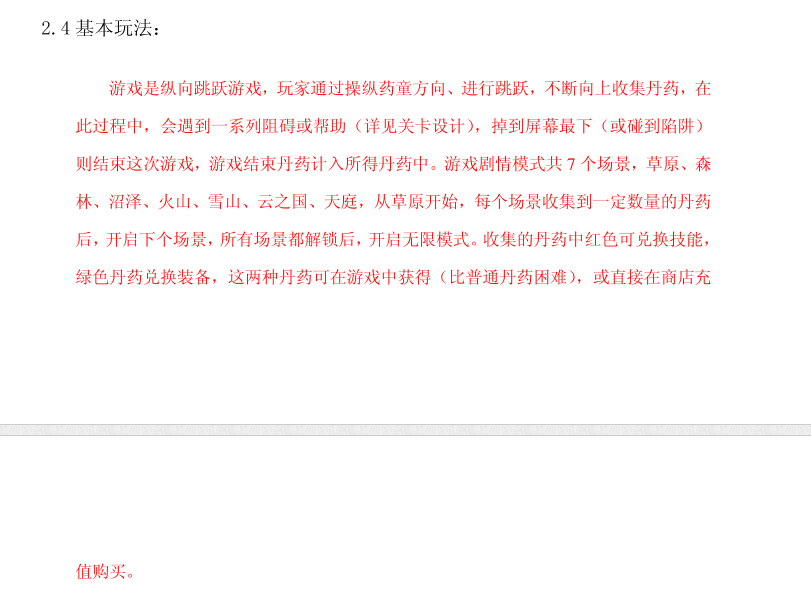 2.4 基本玩法：
游戏是纵向跳跃游戏，玩家通过操纵药童方向、进行跳跃，不断向上收集丹药，在
此过程中，会遇到一系列阻碍或帮助（详见关卡设计），掉到屏幕最下（或碰到陷阱）
则结束这次游戏，游戏结束丹药计入所得丹药中。游戏剧情模式共 7 个场景，草原、森
林、沼泽、火山、雪山、云之国、天庭，从草原开始，每个场景收集到一定数量的丹药
后，开启下个场景，所有场景都解锁后，开启无限模式。收集的丹药中红色可兑换技能，
绿色丹药兑换装备，这两种丹药可在游戏中获得（比普通丹药困难），或直接在商店充
值购买。